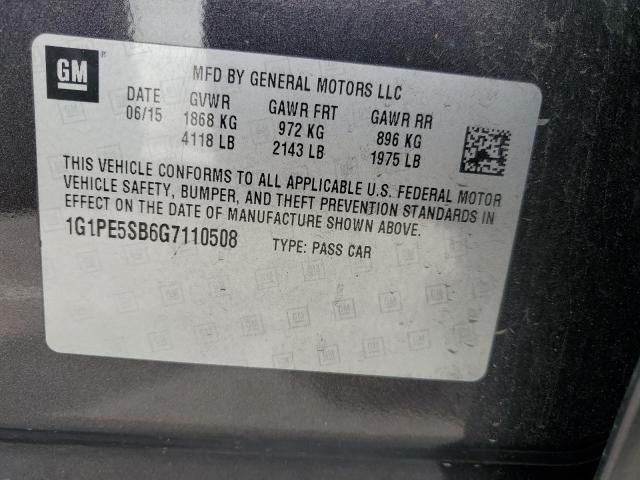 GM ®
MFD BY GENERAL MOTORS LLC
DATE GVWR GAWR FRT GAWR RR
06/15 1868 KG 972 KG 896 KG
4118 LB 2143 LB 1975 LB
THIS VEHICLE CONFORMS TO ALL APPLICABLE U.S. FEDERAL MOTOR
VEHICLE SAFETY, BUMPER, AND THEFT PREVENTION STANDARDS IN
EFFECT ON THE DATE OF MANUFACTURE SHOWN ABOVE.
1G1PE5SB6G7110508 TYPE: PASS CAR